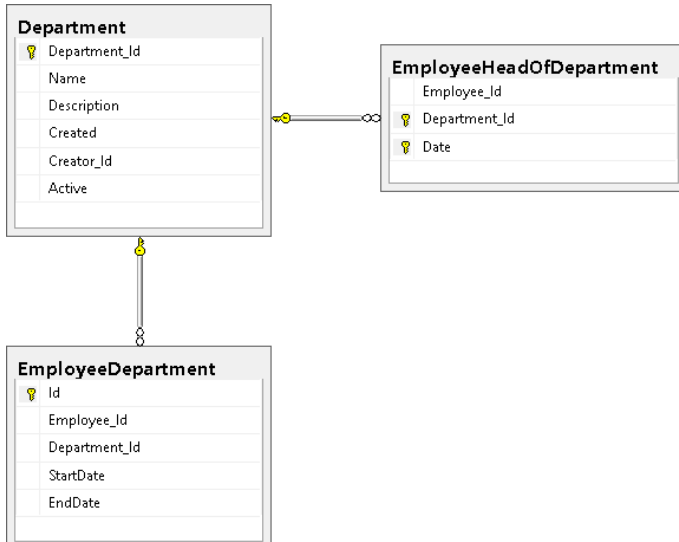 Department
Department_Id
Name
Description
Created
Creator_Id
Active
EmployeeHeadOfDepartment
Employee_Id
Department_Id
Date
EmployeeDepartment
Id
Employee_Id
Department_Id
StartDate
EndDate